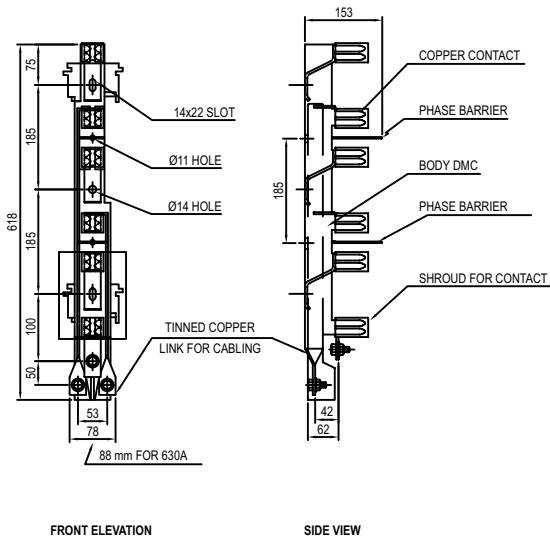 153
75
COPPER CONTACT
14x22 SLOT
PHASE BARRIER
185
Ø11 HOLE
185
BODY DMC
618
Ø14 HOLE
PHASE BARRIER
185
SHROUD FOR CONTACT
100
TINNED COPPER
LINK FOR CABLING
50
53
42
78
62
88 mm FOR 630A
FRONT ELEVATION
SIDE VIEW